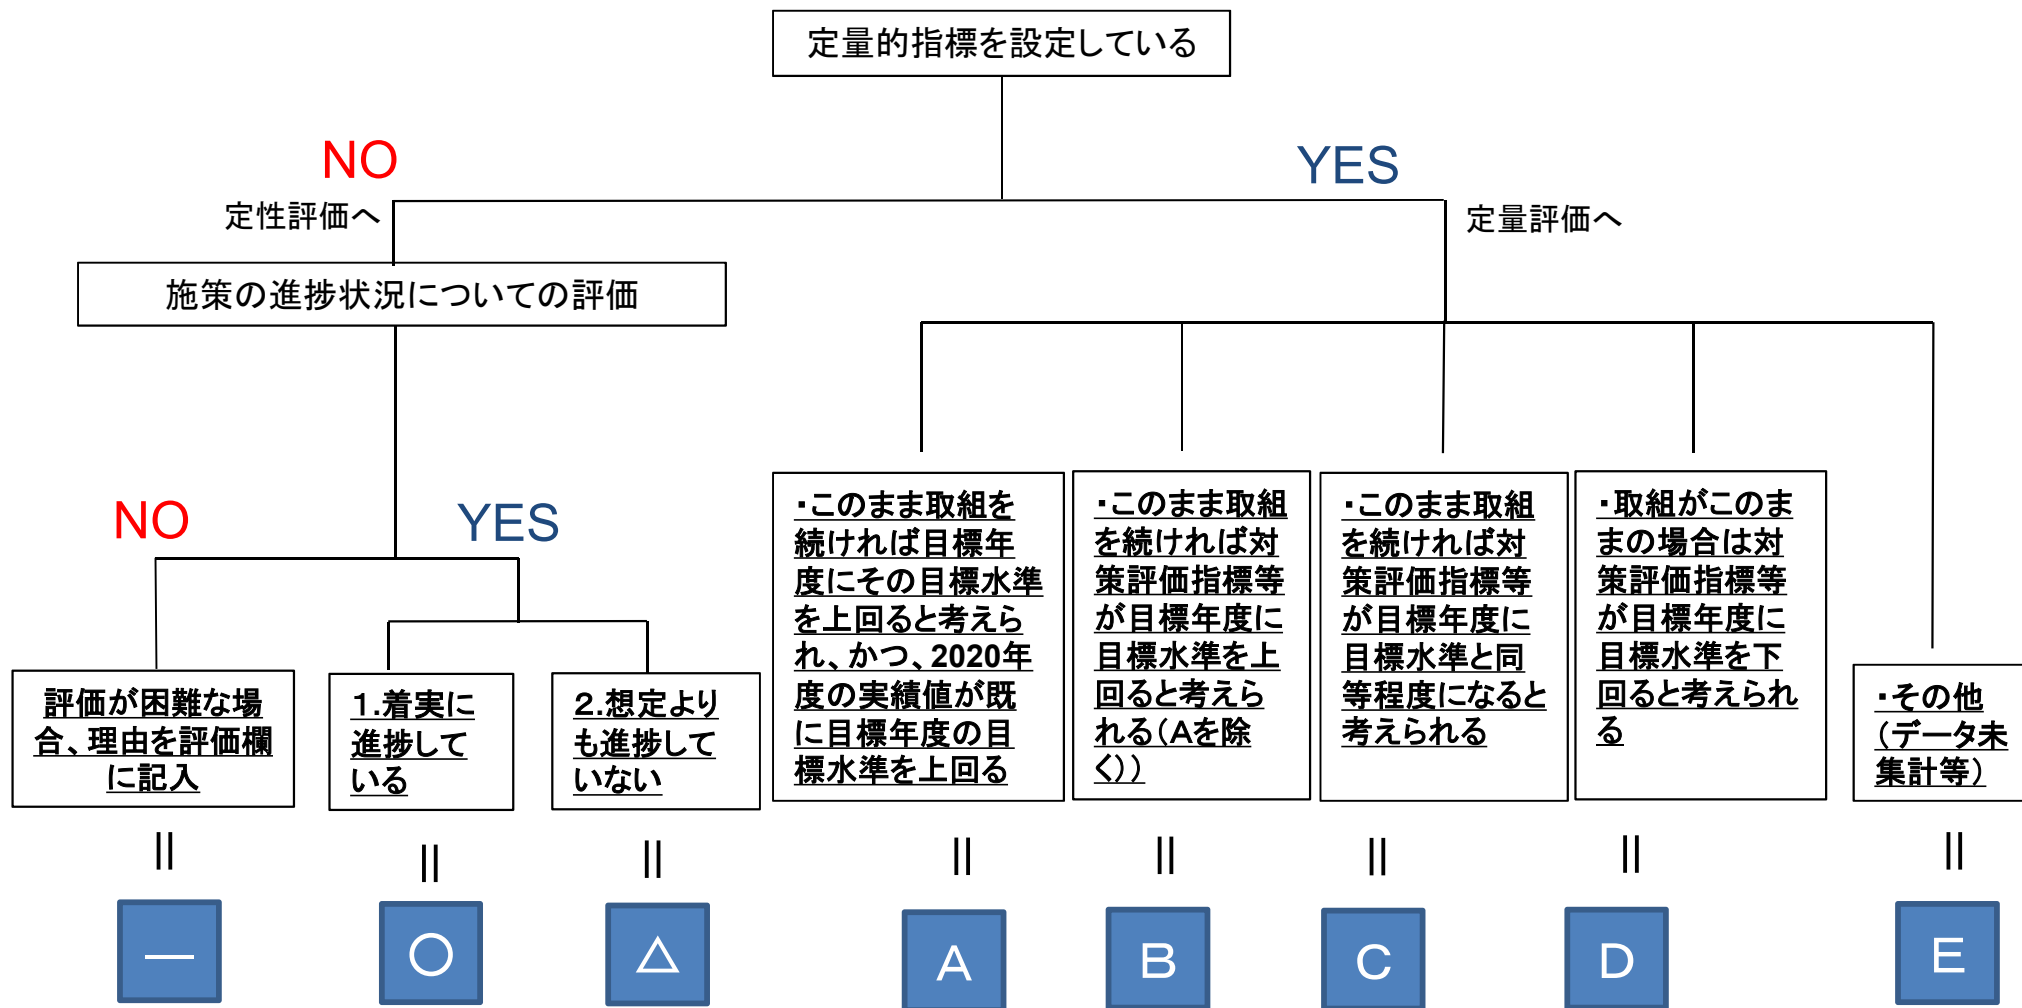 定量的指標を設定している
NO
YES
定性評価へ
定量評価へ
施策の進捗状況についての評価
NO
YES
評価が困難な場
合、理由を評価欄
に記入
１.着実に
進捗して
いる
２.想定より
も進捗して
いない
・このまま取組を
続ければ目標年
度にその目標水準
を上回ると考えら
れ、かつ、2020年
度の実績値が既
に目標年度の目
標水準を上回る
・このまま取組
を続ければ対
策評価指標等
が目標年度に
目標水準を上
回ると考えら
れる（Aを除
く））
・このまま取組
を続ければ対
策評価指標等
が目標年度に
目標水準と同
等程度になると
考えられる
・取組がこのま
まの場合は対
策評価指標等
が目標年度に
目標水準を下
回ると考えられ
る
・その他
（データ未
集計等）
||
||
||
||
||
||
||
||
―
○
△
A
B
C
D
E